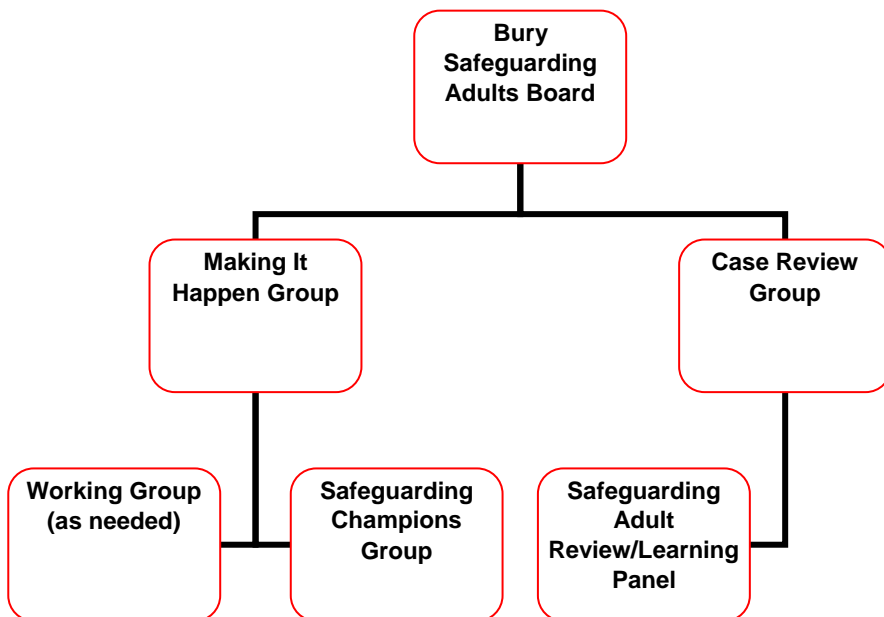 Bury
Safeguarding
Adults Board
Making It
Happen Group
Case Review
Group
Working Group
(as needed)
Safeguarding
Champions
Group
Safeguarding
Adult
Review/Learning
Panel